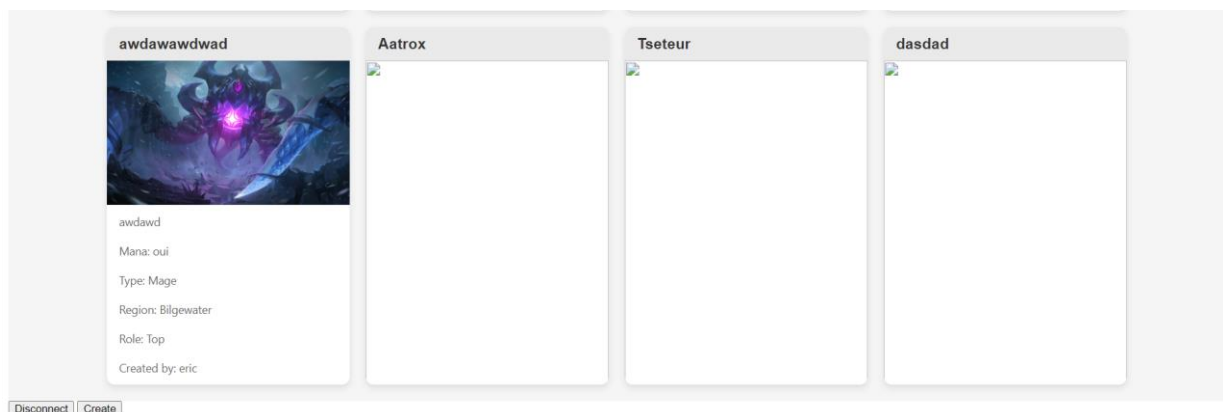 awdawawdwad
Aatrox
Tseteur
dasdad
awdawd
Mana: oui
Type: Mage
Region: Bilgewater
Role: Top
Created by: eric
Disconnect
Create